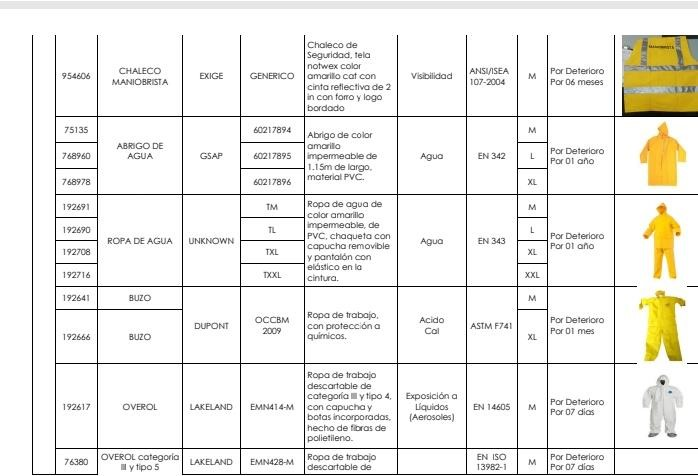 954606 CHALECO MANIOBRISTA EXIGE GENERICO Chaleco de Seguridad, tela notwex color amarillo cat con cinta reflectiva de 2 in con forro y logo bordado Visibilidad ANSI/ISEA 107-2004 M Por Deterioro Por 06 meses
MANIOBRISTA
75135 ABRIGO DE AGUA GSAP 60217894 Abrigo de color amarillo impermeable de 1.15m de largo, material PVC. Agua EN 342 M Por Deterioro Por 01 año
768960 60217895 L
768978 60217896 XL
192691 ROPA DE AGUA UNKNOWN TM Ropa de agua de color amarillo impermeable, de PVC, chaqueta con capucha removible y pantalón con elástico en la cintura. Agua EN 343 M Por Deterioro Por 01 año
192690 TL L
192708 TXL XL
192716 TXXL XXL
192641 BUZO DUPONT OCCBM 2009 Ropa de trabajo, con protección a químicos. Acido Cal ASTM F741 M Por Deterioro Por 01 mes
192666 BUZO XL
192617 OVEROL LAKELAND EMN414-M Ropa de trabajo descartable de categoría III y tipo 4, con capucha y botas incorporadas, hecho de fibras de polietileno. Exposición a Líquidos (Aerosoles) EN 14605 M Por Deterioro Por 07 días
76380 OVEROL categoría III y tipo 5 LAKELAND EMN428-M Ropa de trabajo descartable de EN ISO 13982-1 M Por Deterioro Por 07 días